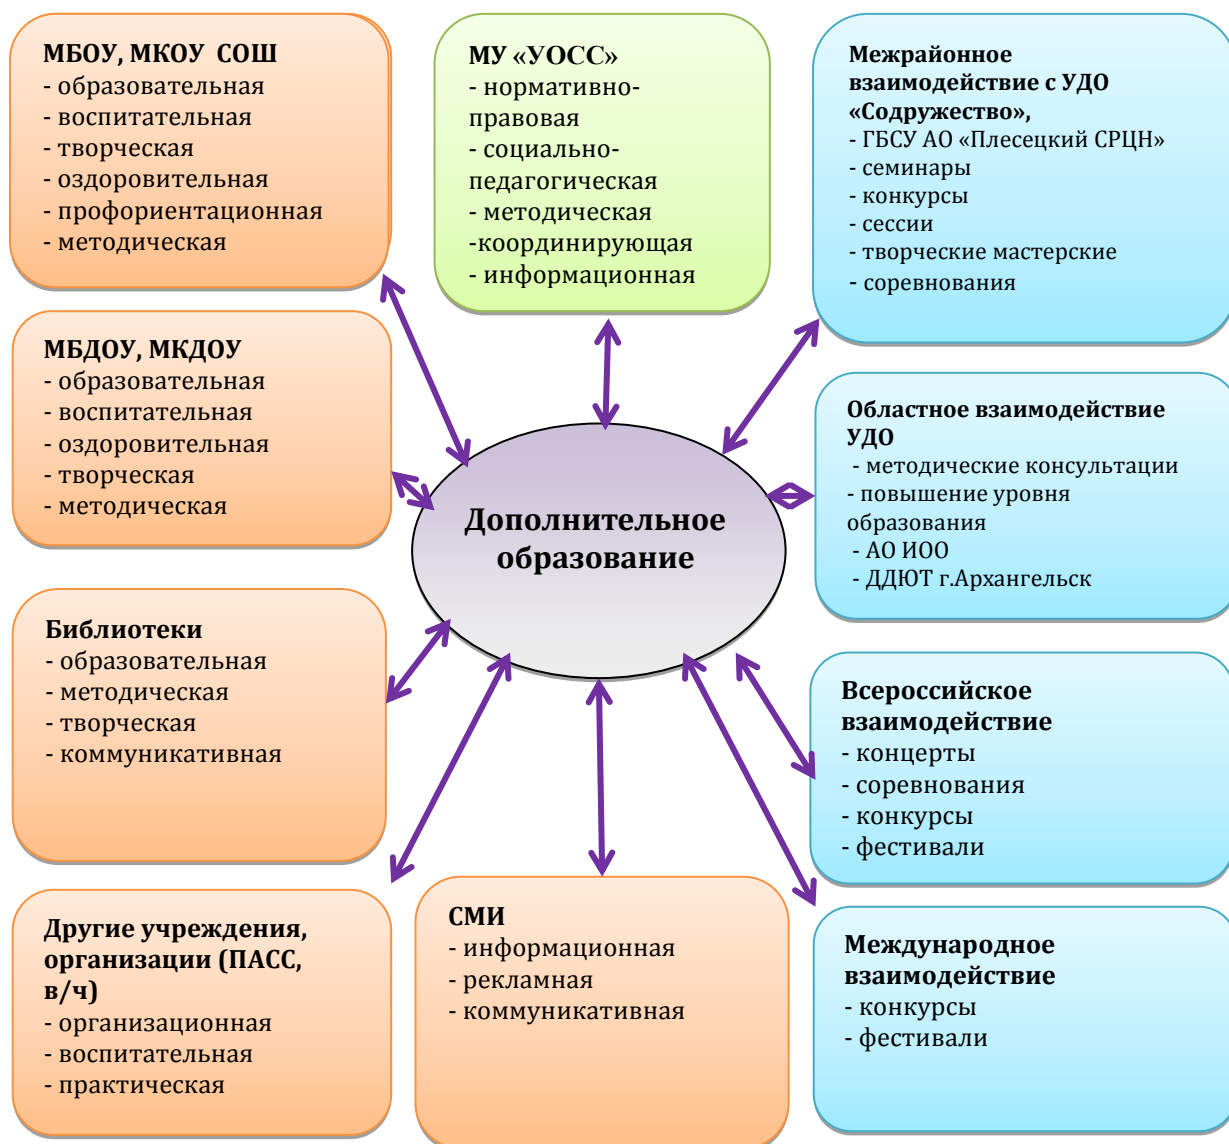 МБОУ, МКОУ СОШ
- образовательная
- воспитательная
- творческая
- оздоровительная
- профориентационная
- методическая
МУ «УОСС»
- нормативно-
правовая
- социально-
педагогическая
- методическая
-координирующая
- информационная
Межрайонное
взаимодействие с УДО
«Содружество»,
- ГБСУ АО «Плесецкий СРЦН»
- семинары
- конкурсы
- сессии
- творческие мастерские
- соревнования
МБДОУ, МКДОУ
- образовательная
- воспитательная
- оздоровительная
- творческая
- методическая
Дополнительное
образование
Областное взаимодействие
УДО
- методические консультации
- повышение уровня
образования
- АО ИОО
- ДДЮТ г.Архангельск
Библиотеки
- образовательная
- методическая
- творческая
- коммуникативная
Всероссийское
взаимодействие
- концерты
- соревнования
- конкурсы
- фестивали
Другие учреждения,
организации (ПАСС,
в/ч)
- организационная
- воспитательная
- практическая
СМИ
- информационная
- рекламная
- коммуникативная
Международное
взаимодействие
- конкурсы
- фестивали